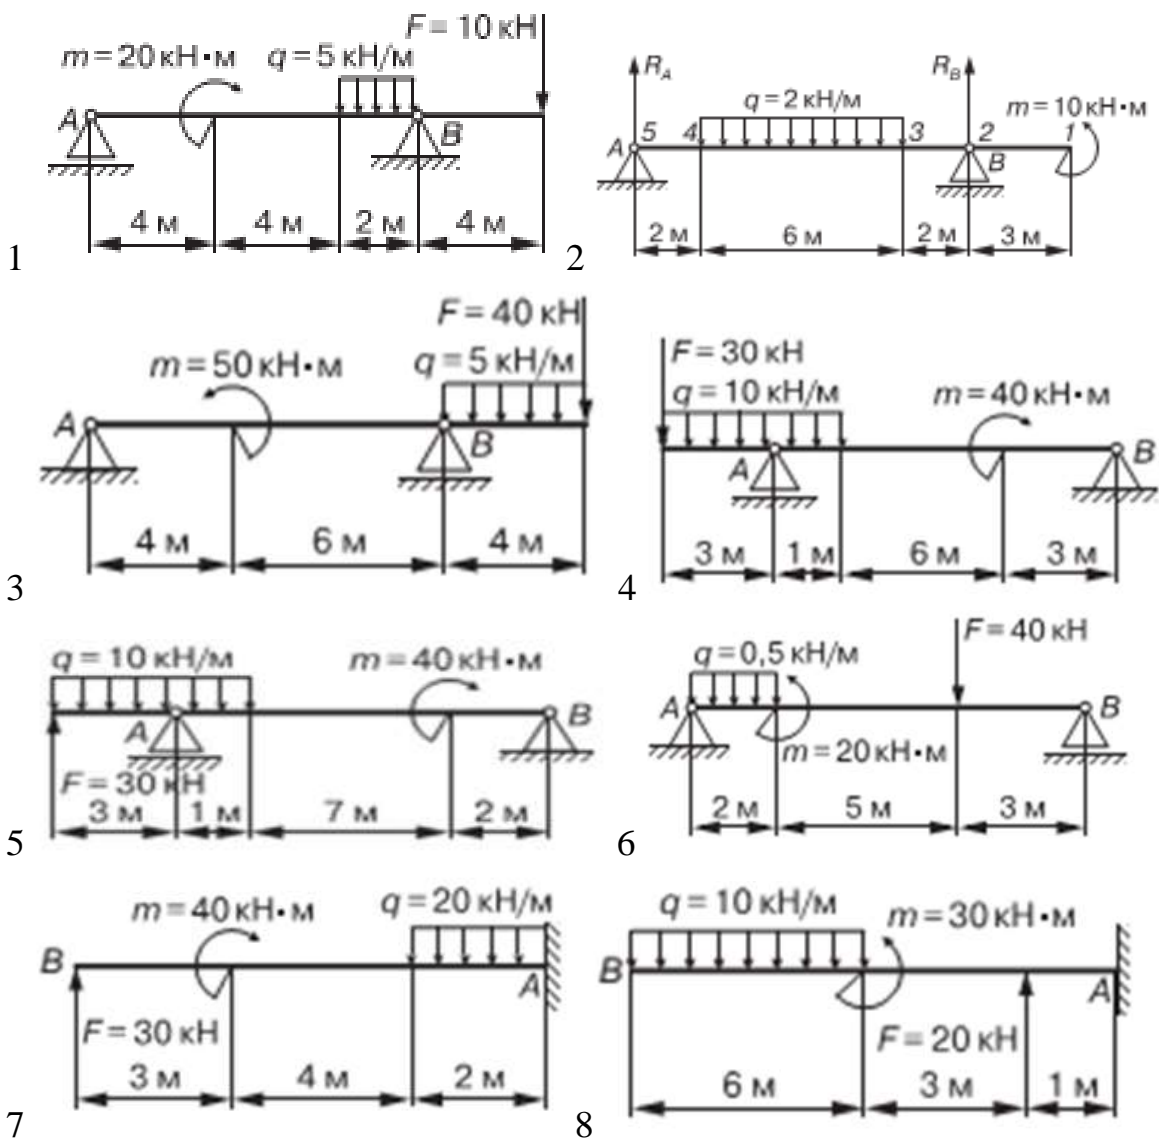 F = 10 кН
m = 20 кН·м q = 5 кН/м
A B
4 м 4 м 2 м 4 м
1
R_A R_B
q = 2 кН/м m = 10 кН·м
A 5 4 3 2 B 1
2 м 6 м 2 м 3 м
2
F = 40 кН
m = 50 кН·м q = 5 кН/м
A B
4 м 6 м 4 м
3
F = 30 кН
q = 10 кН/м m = 40 кН·м
A B
3 м 1 м 6 м 3 м
4
q = 10 кН/м m = 40 кН·м
A B
F = 30 кН
3 м 1 м 7 м 2 м
5
F = 40 кН
q = 0,5 кН/м
A B
m = 20 кН·м
2 м 5 м 3 м
6
m = 40 кН·м q = 20 кН/м
B A
F = 30 кН
3 м 4 м 2 м
7
q = 10 кН/м m = 30 кН·м
B A
F = 20 кН
6 м 3 м 1 м
8